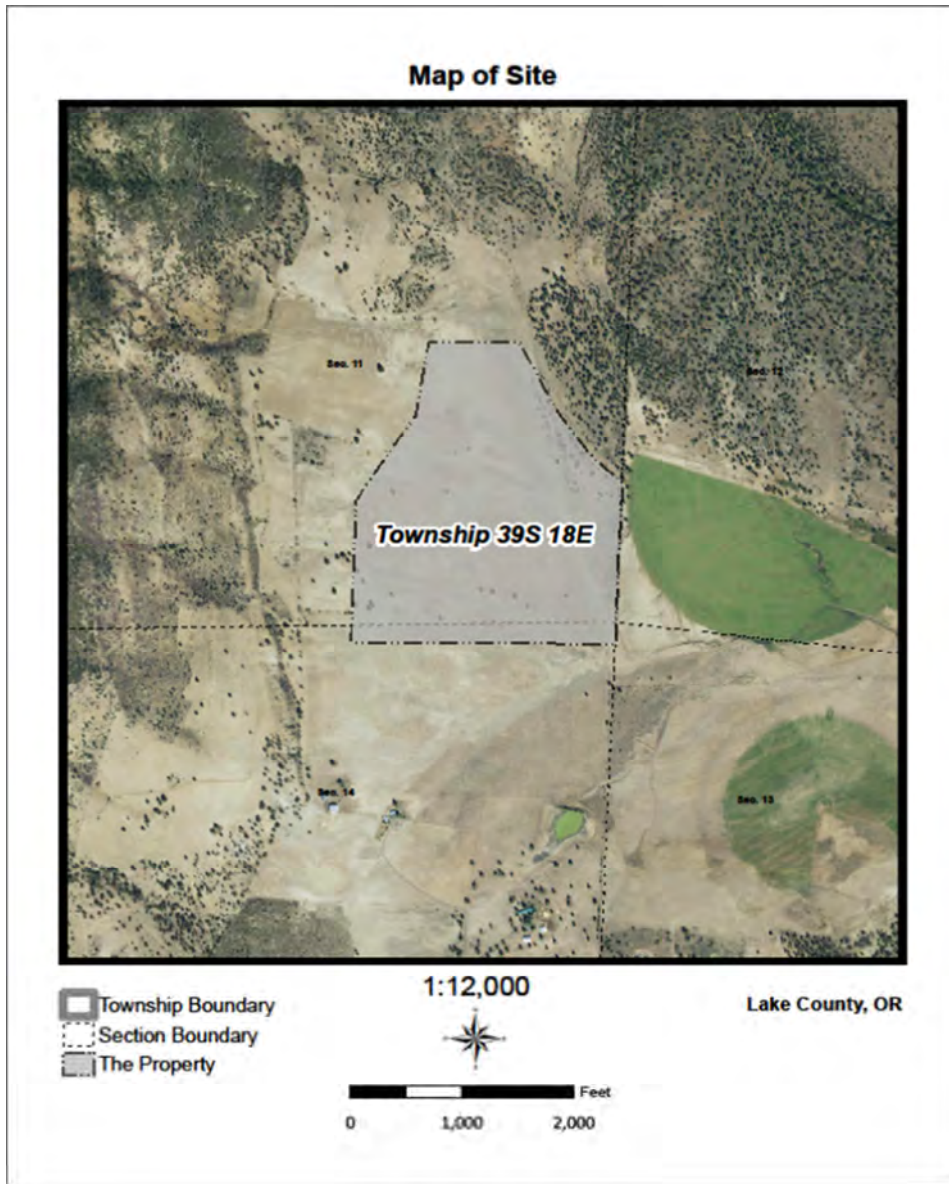 Map of Site
Sec. 11
Sec. 12
Township 39S 18E
Sec. 14
Sec. 13
1:12,000
Lake County, OR
Township Boundary
Section Boundary
The Property
Feet
0 1,000 2,000